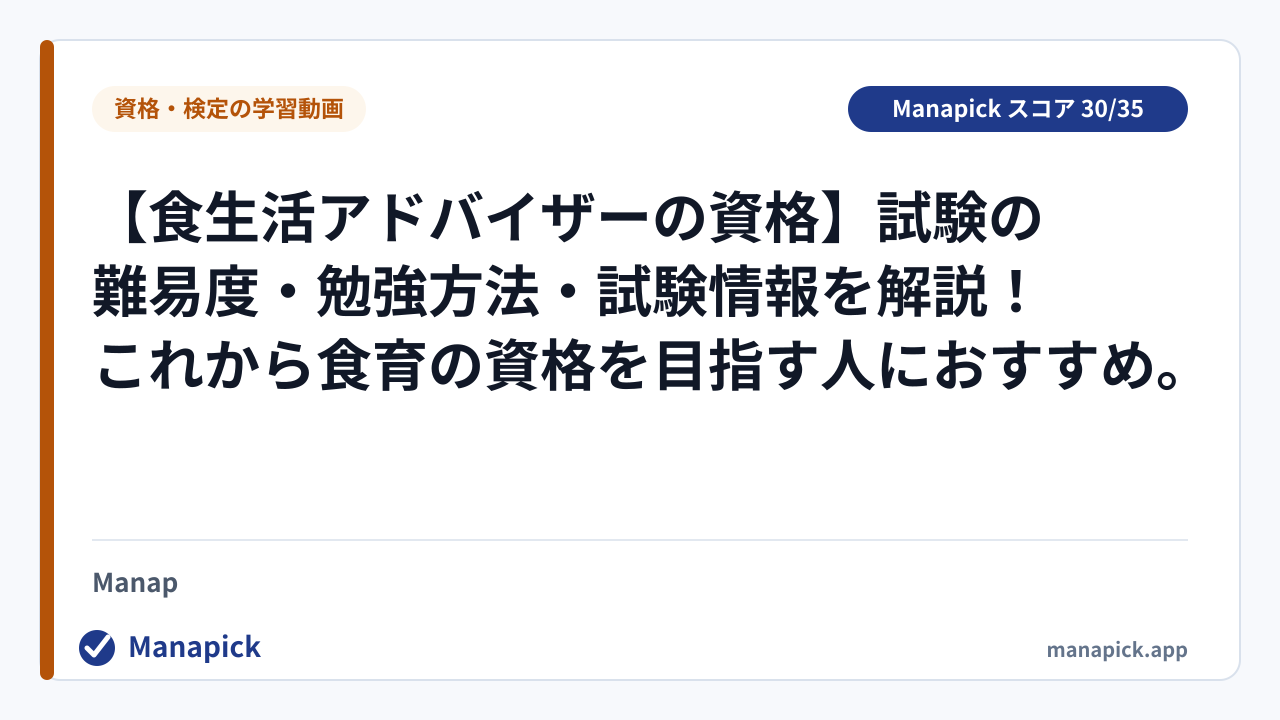 資格・検定の学習動画
Manapick スコア 30/35
【食生活アドバイザーの資格】試験の
難易度・勉強方法・試験情報を解説！
これから食育の資格を目指す人におすすめ。
Manap
Manapick
manapick.app